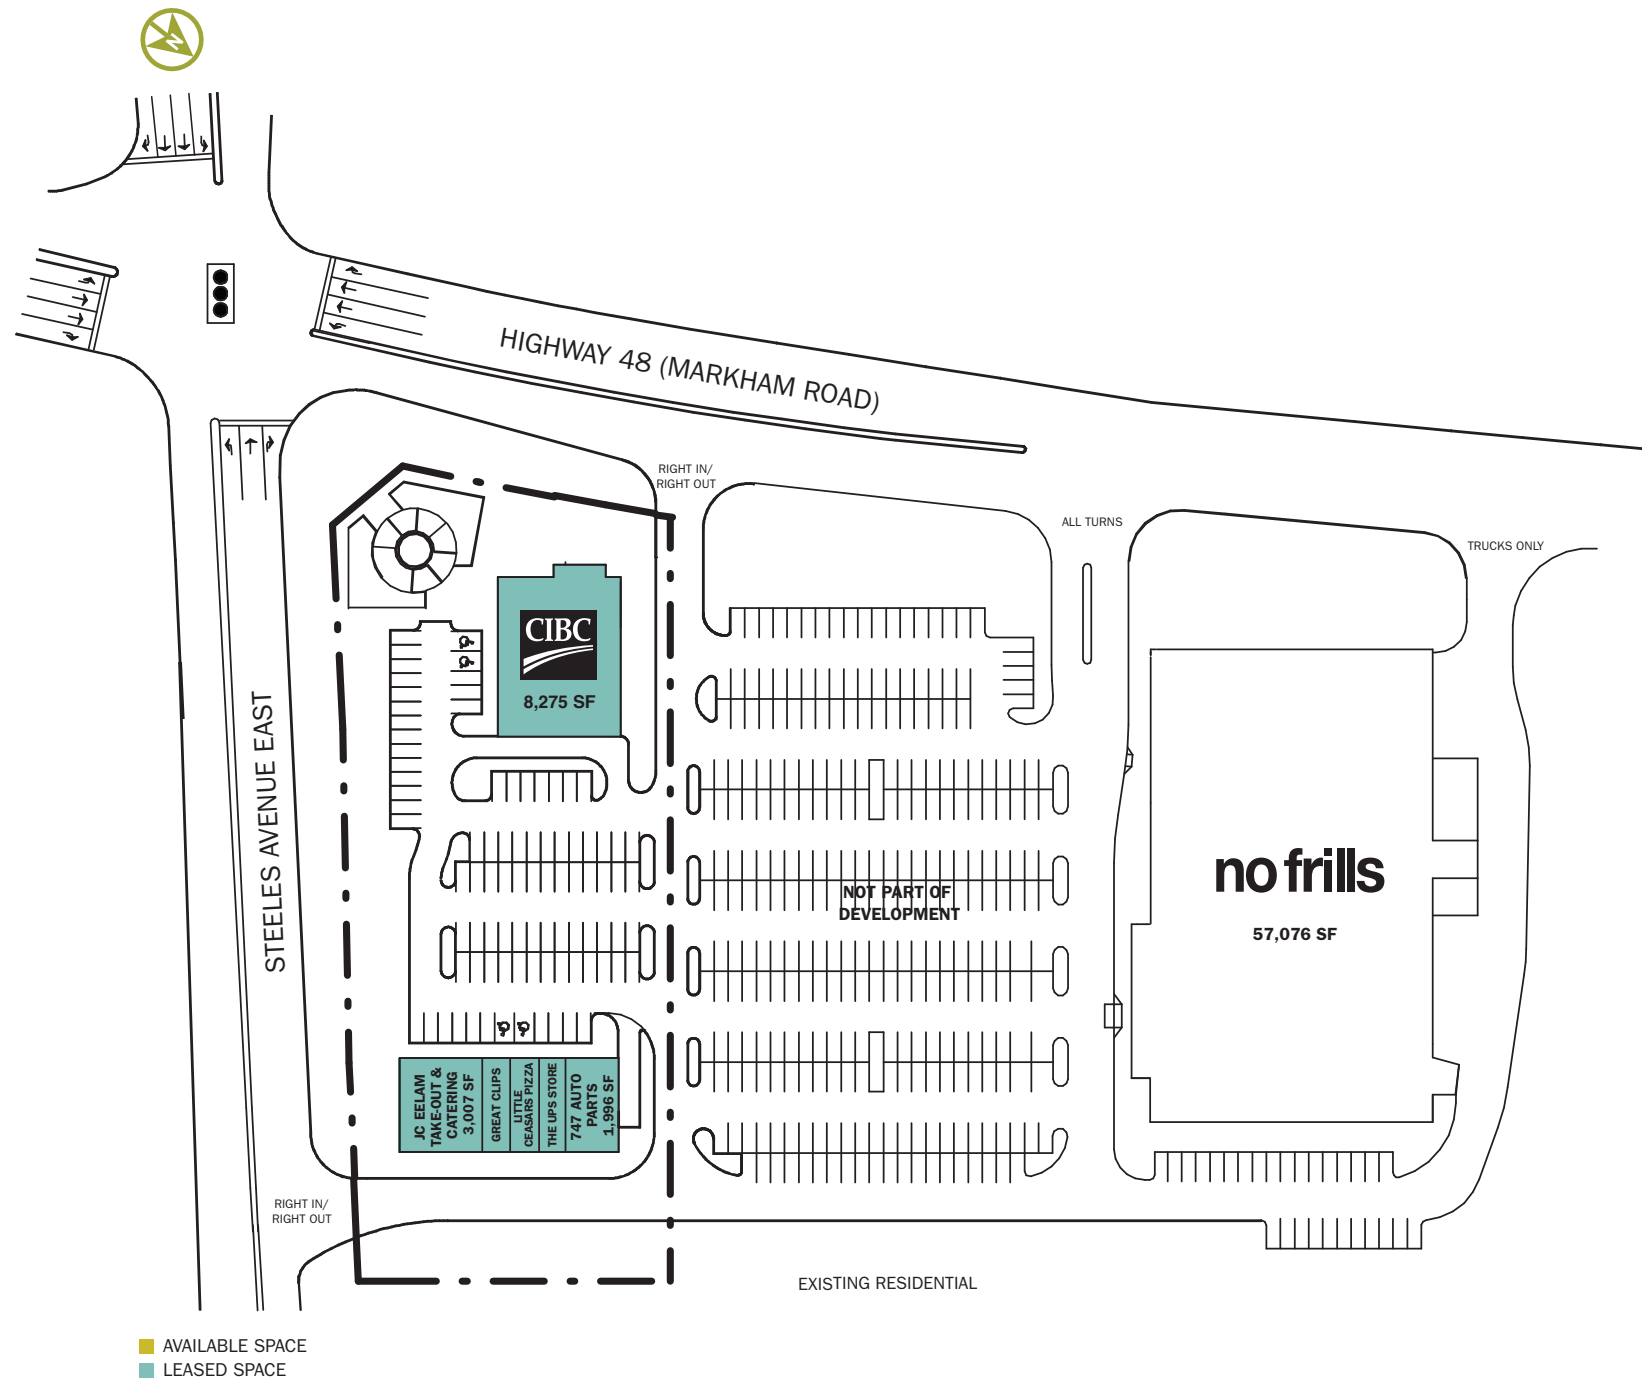 N
HIGHWAY 48 (MARKHAM ROAD)
RIGHT IN/
RIGHT OUT
ALL TURNS
TRUCKS ONLY
CIBC
8,275 SF
STEELES AVENUE EAST
NOT PART OF
DEVELOPMENT
no frills
57,076 SF
JC EELAM
TAKE-OUT &
CATERING
3,007 SF
GREAT CLIPS
LITTLE
CEASARS PIZZA
THE UPS STORE
747 AUTO
PARTS
1,996 SF
RIGHT IN/
RIGHT OUT
EXISTING RESIDENTIAL
AVAILABLE SPACE
LEASED SPACE